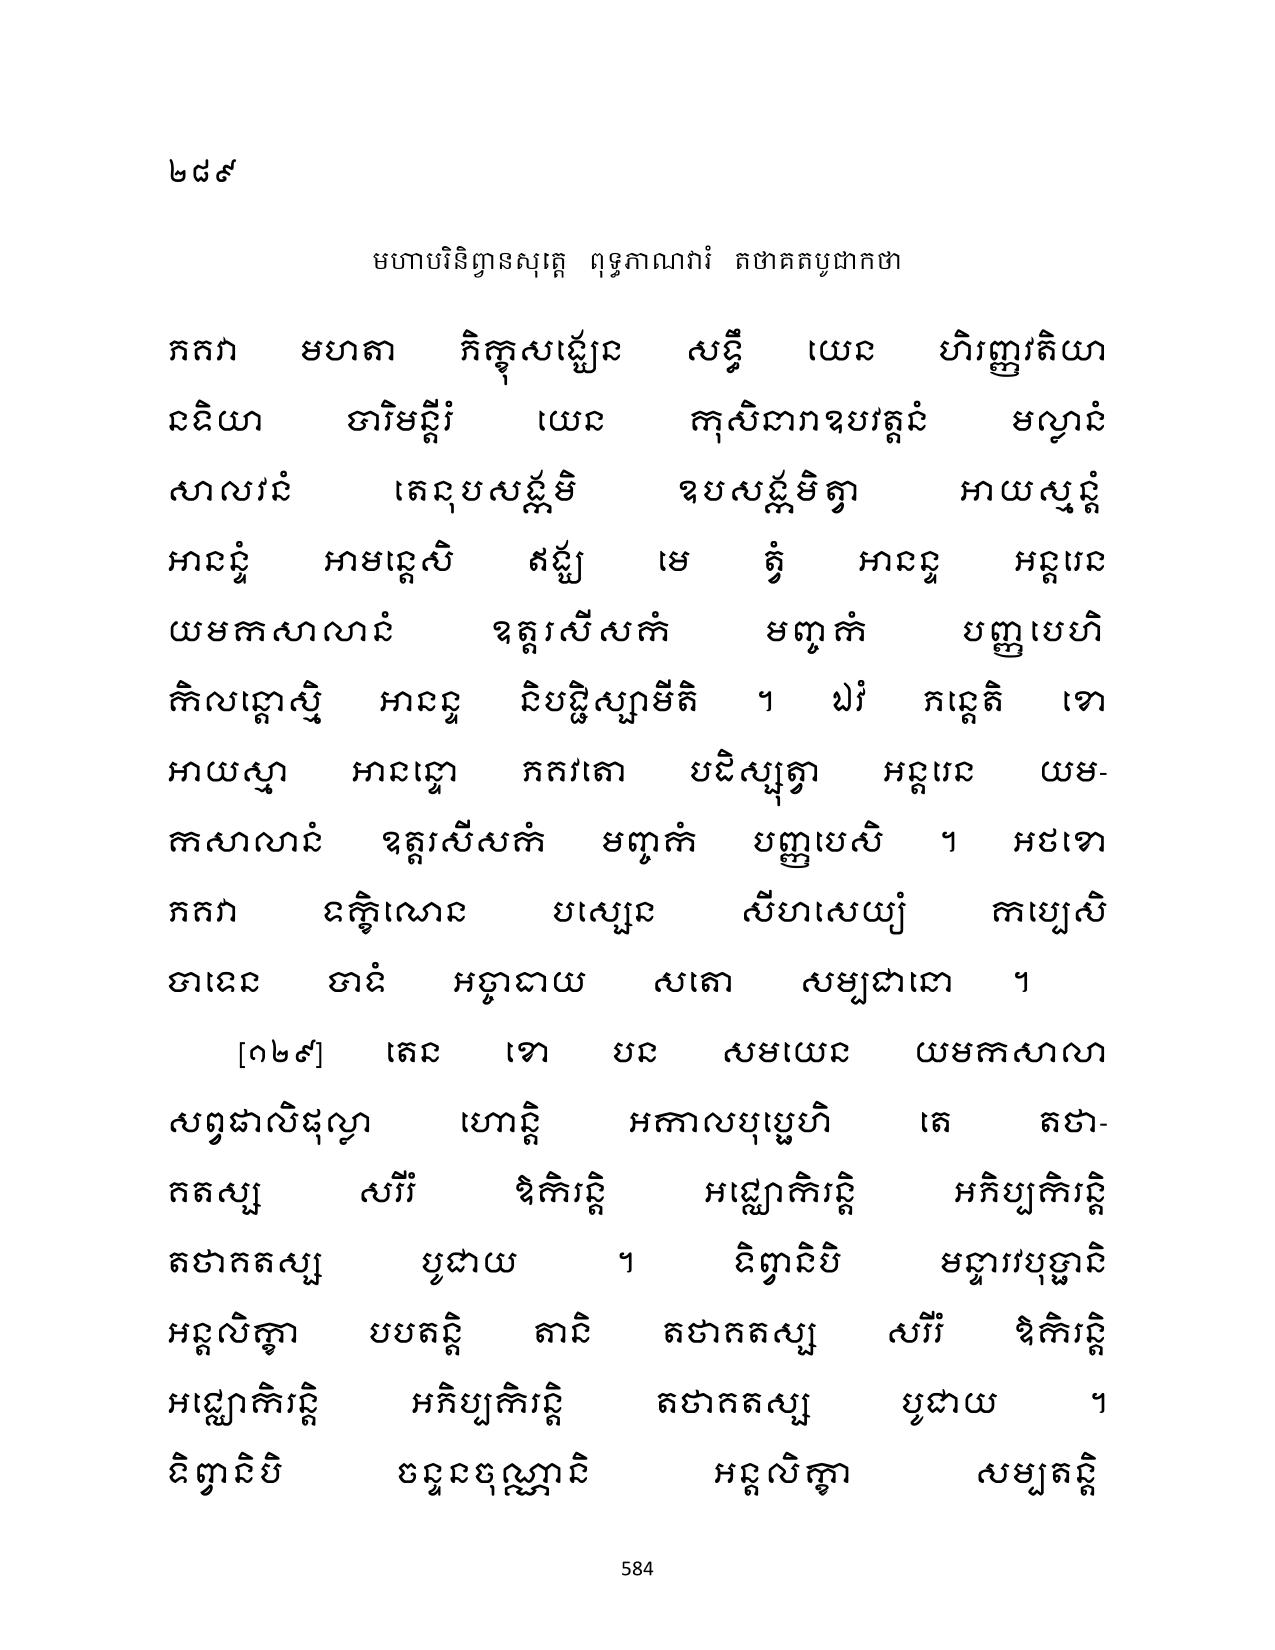 ២៨៩
មហាបរិនិព្វានសុត្តេ ពុទ្ធភាណវារំ តថាគតបូជាកថា
ភគវា មហតា ភិក្ខុសង្ឃេន សទ្ធឹ យេន ហិរញ្ញវតិយា
នទិយា បារិមន្តីរំ យេន កុសិនារាឧបវត្តនំ មល្លានំ
សាលវនំ តេនុបសង្កមិ ឧបសង្កមិត្វា អាយស្មន្តំ
អានន្ទំ អាមន្តេសិ ឥង្ឃ មេ ត្វំ អានន្ទ អន្តរេន
យមកសាលានំ ឧត្តរសីសកំ មញ្ចកំ បញ្ញបេហិ
កិលន្តោស្មិ អានន្ទ និបជ្ជិស្សាមីតិ ។ ឯវំ ភន្តេតិ ខោ
អាយស្មា អានន្ទោ ភគវតោ បដិស្សុត្វា អន្តរេន យម-
កសាលានំ ឧត្តរសីសកំ មញ្ចកំ បញ្ញបេសិ ។ អថខោ
ភគវា ទក្ខិណេន បស្សេន សីហសេយ្យំ កប្បេសិ
បាទេន បាទំ អច្ចាធាយ សតោ សម្បជានោ ។
[១២៩] តេន ខោ បន សមយេន យមកសាលា
សព្វផាលិផុល្លា ហោន្តិ អកាលបុប្ផេហិ តេ តថា-
គតស្ស សរីរំ ឱកិរន្តិ អជ្ឈោកិរន្តិ អភិប្បកិរន្តិ
តថាគតស្ស បូជាយ ។ ទិព្វានិបិ មន្ទារវបុប្ផានិ
អន្តលិក្ខា បបតន្តិ តានិ តថាគតស្ស សរីរំ ឱកិរន្តិ
អជ្ឈោកិរន្តិ អភិប្បកិរន្តិ តថាគតស្ស បូជាយ ។
ទិព្វានិបិ ចន្ទនចុណ្ណានិ អន្តលិក្ខា សម្បតន្តិ
584